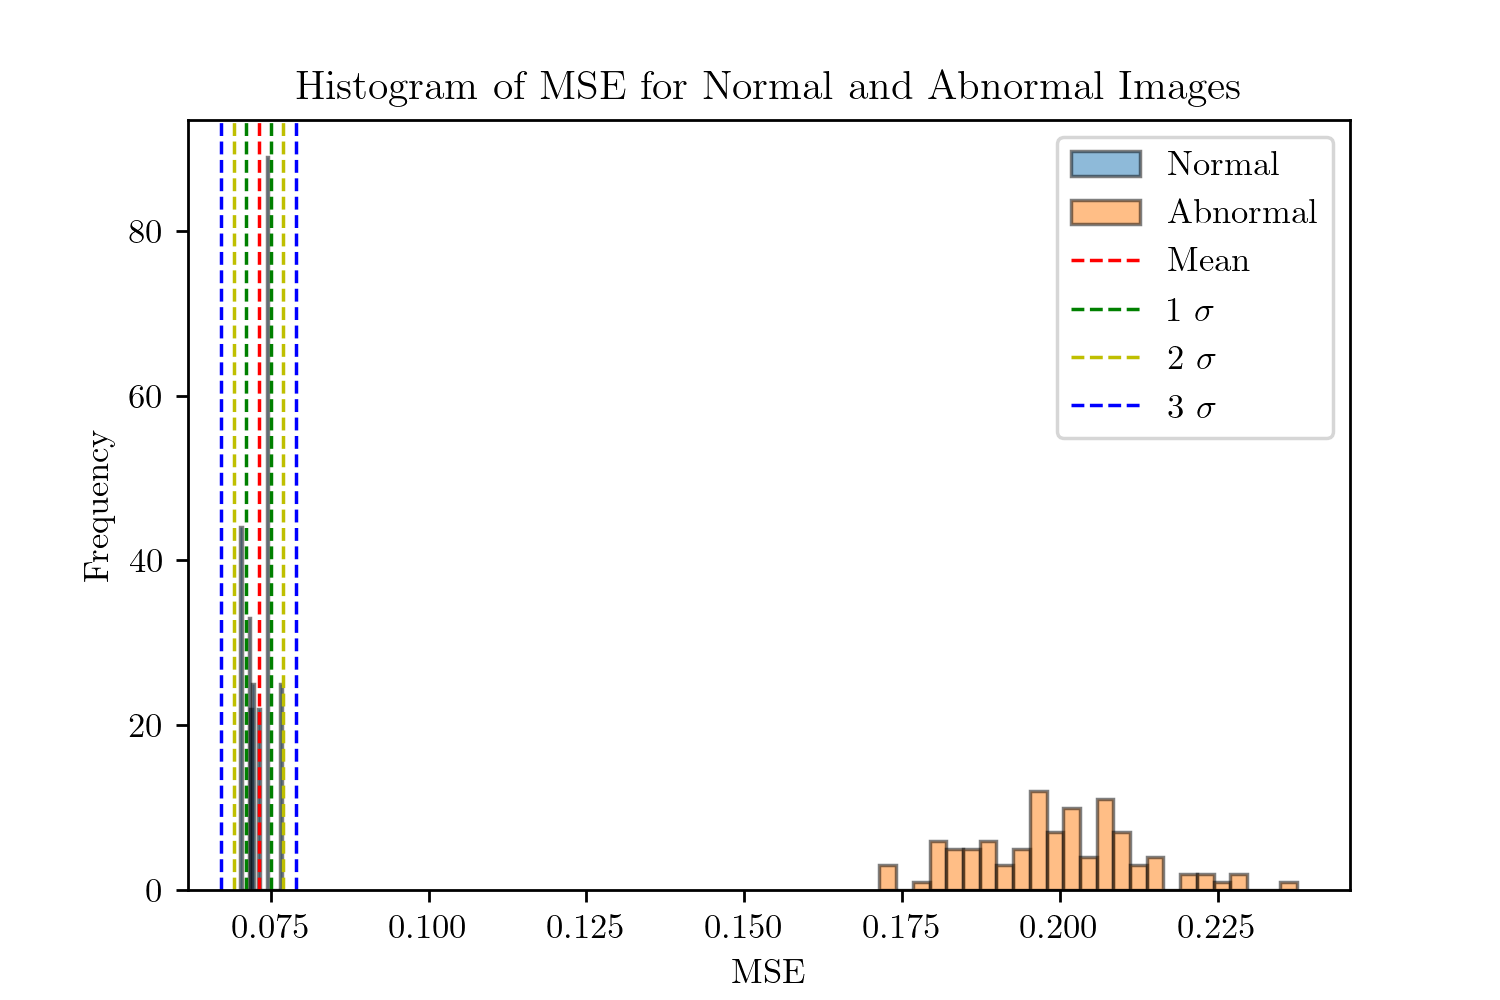 Histogram of MSE for Normal and Abnormal Images
Normal
Abnormal
Mean
1 σ
2 σ
3 σ
Frequency
80
60
40
20
0
0.075 0.100 0.125 0.150 0.175 0.200 0.225
MSE